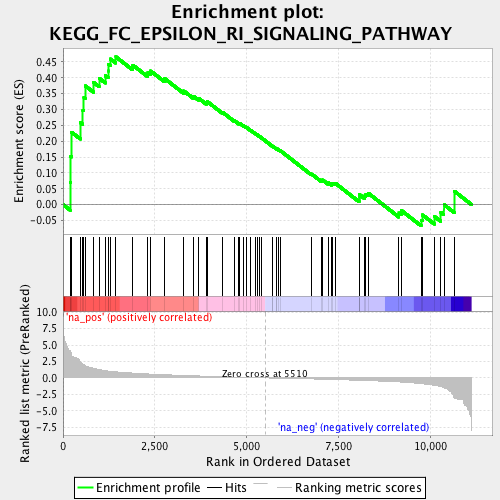 Enrichment plot:
KEGG_FC_EPSILON_RI_SIGNALING_PATHWAY
Enrichment score (ES)
0.45
0.40
0.35
0.30
0.25
0.20
0.15
0.10
0.05
0.00
-0.05
Ranked list metric (PreRanked)
'na_pos' (positively correlated)
10.0
7.5
5.0
2.5
0.0
-2.5
-5.0
-7.5
Zero cross at 5510
'na_neg' (negatively correlated)
0
2,500
5,000
7,500
10,000
Rank in Ordered Dataset
Enrichment profile
Hits
Ranking metric scores